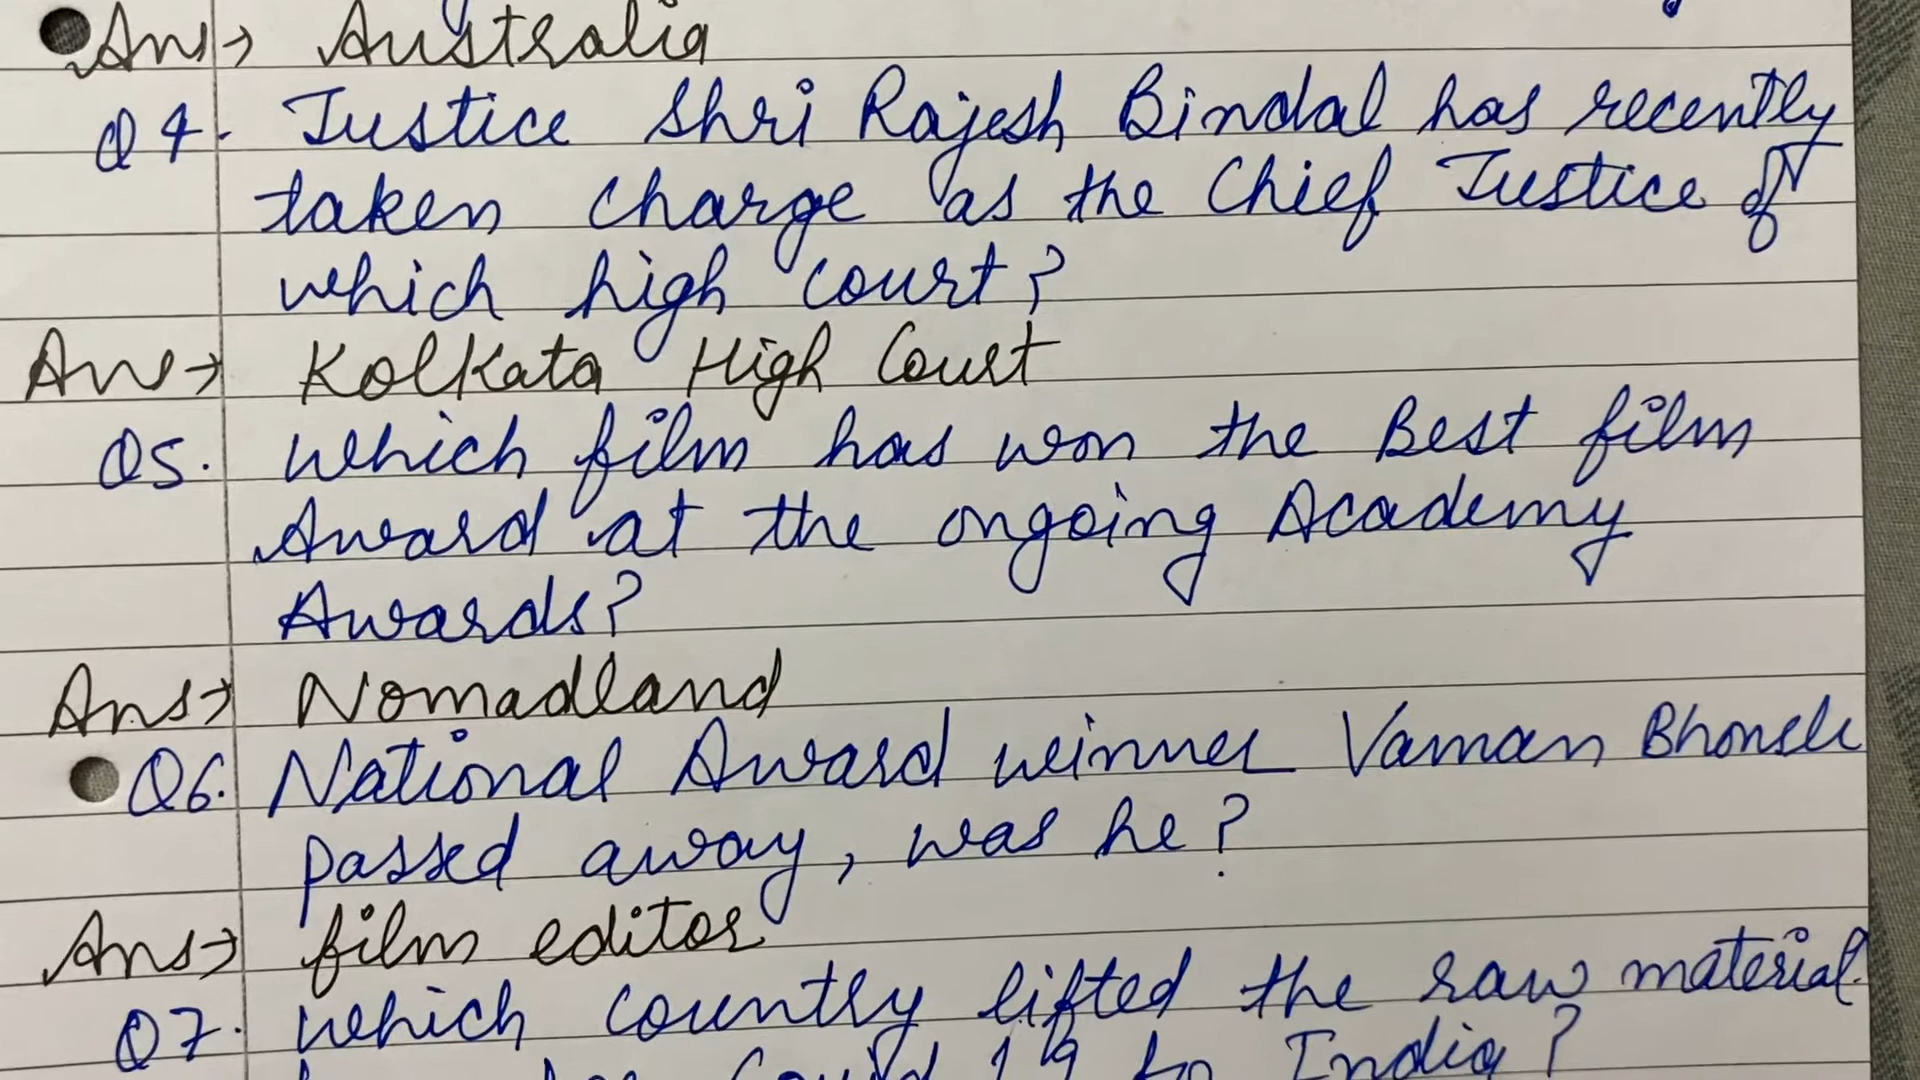 Ans→ Australia
Q4. Justice Shri Rajesh Bindal has recently
taken charge as the Chief Justice of
which high court?
Ans→ Kolkata High Court
Q5. which film has won the Best film
Award at the ongoing Academy
Awards?
Ans→ Nomadland
Q6. National Award winner Vaman Bhonsle
passed away, was he?
Ans→ film editor
Q7. which country lifted the raw material
Covid 19 to India?